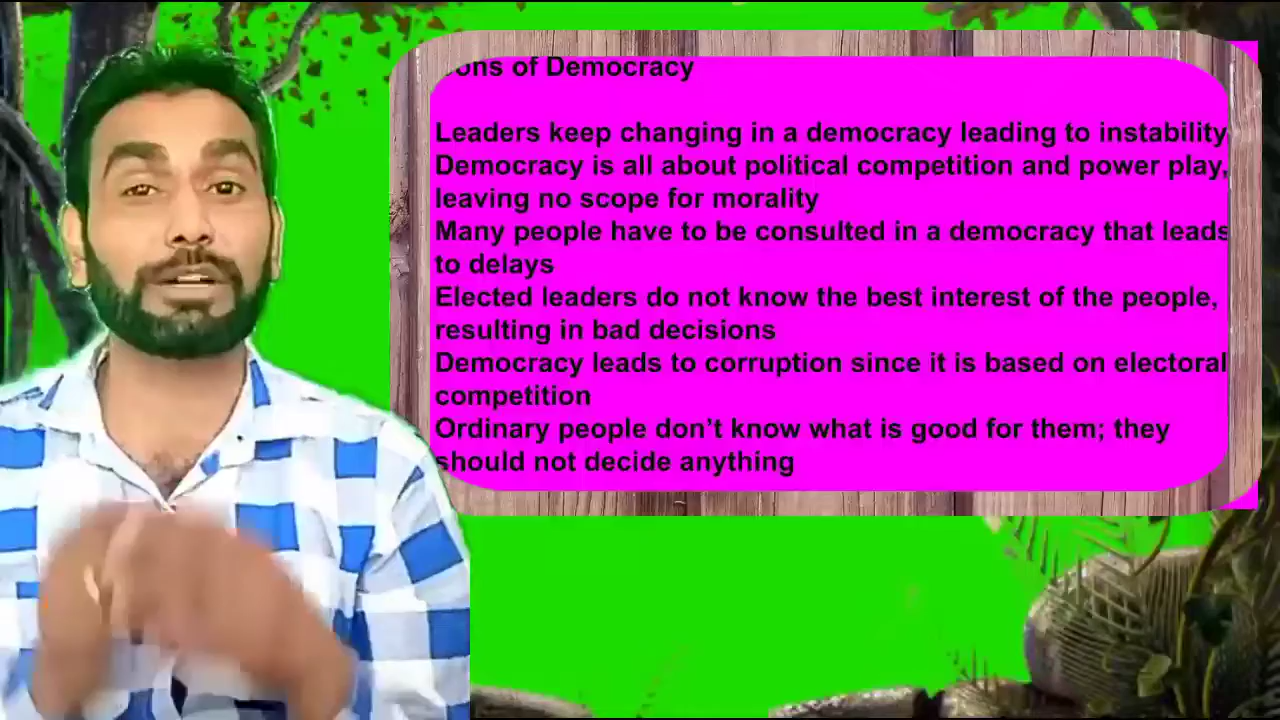 ons of Democracy
Leaders keep changing in a democracy leading to instability
Democracy is all about political competition and power play,
leaving no scope for morality
Many people have to be consulted in a democracy that leads
to delays
Elected leaders do not know the best interest of the people,
resulting in bad decisions
Democracy leads to corruption since it is based on electoral
competition
Ordinary people don’t know what is good for them; they
should not decide anything